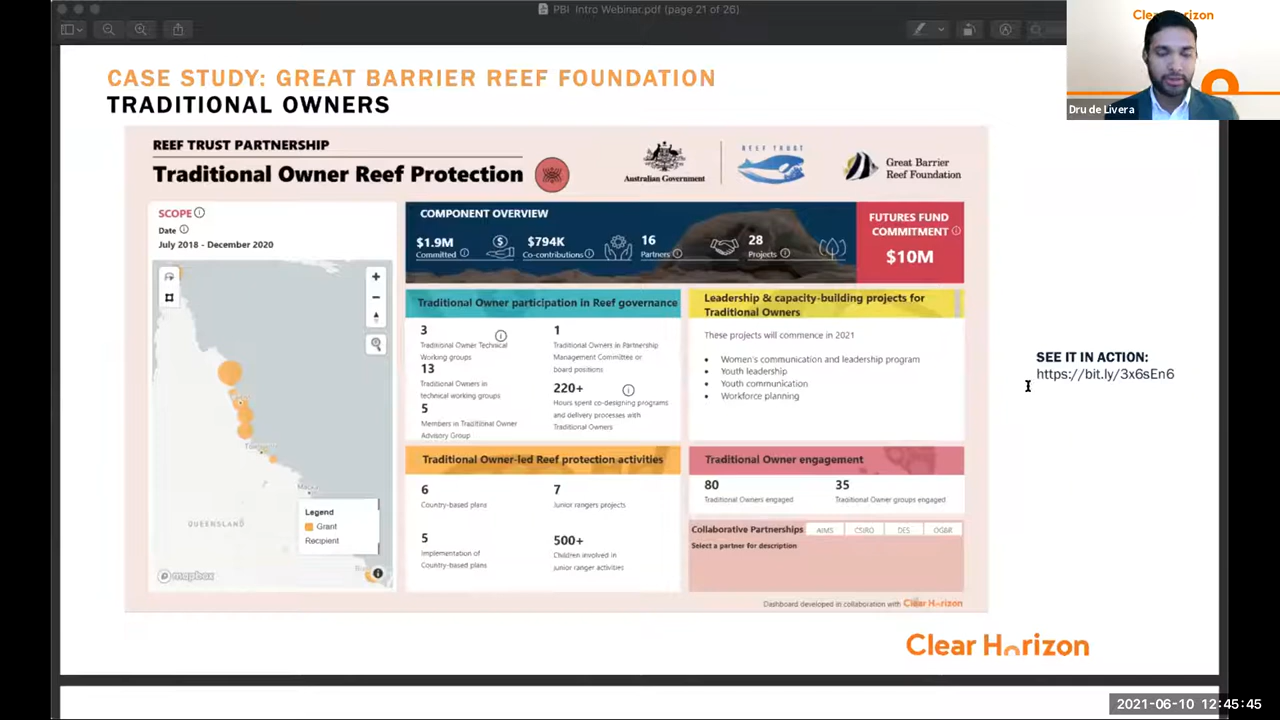 PBI Intro Webinar.pdf (page 21 of 26)
Clear Horizon
Dru de Livera
CASE STUDY: GREAT BARRIER REEF FOUNDATION
TRADITIONAL OWNERS
REEF TRUST PARTNERSHIP
Traditional Owner Reef Protection
Australian Government
REEF TRUST
Great Barrier
Reef Foundation
SCOPE
Date
July 2018 - December 2020
QUEENSLAND
Legend
Grant
Recipient
mapbox
COMPONENT OVERVIEW
$1.9M
Committed
$794K
Co-contributions
16
Partners
28
Projects
FUTURES FUND
COMMITMENT
$10M
Traditional Owner participation in Reef governance
3
Traditional Owner Technical
Working groups
13
Traditional Owners in
technical working groups
5
Members in Traditional Owner
Advisory Group
1
Traditional Owners in Partnership
Management Committee or
board positions
220+
Hours spent co-designing programs
and delivery processes with
Traditional Owners
Leadership & capacity-building projects for
Traditional Owners
These projects will commence in 2021
• Women's communication and leadership program
• Youth leadership
• Youth communication
• Workforce planning
Traditional Owner-led Reef protection activities
6
Country-based plans
7
Junior rangers projects
5
Implementation of
Country-based plans
500+
Children involved in
junior ranger activities
Traditional Owner engagement
80
Traditional Owners engaged
35
Traditional Owner groups engaged
Collaborative Partnerships AIMS CSIRO DES OGBR
Select a partner for description
Dashboard developed in collaboration with Clear Horizon
SEE IT IN ACTION:
https://bit.ly/3x6sEn6
Clear Horizon
2021-06-10 12:45:45